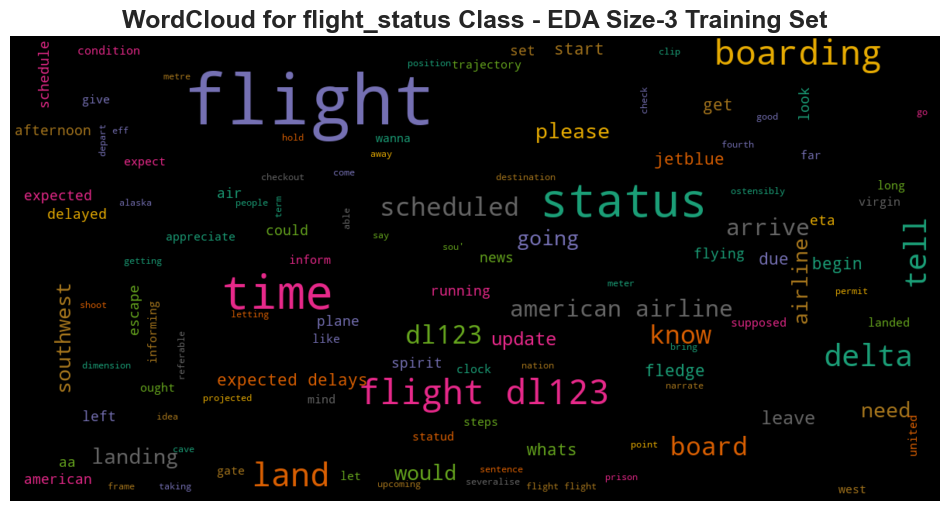 WordCloud for flight_status Class - EDA Size-3 Training Set
schedule condition metre flight position trajectory set start clip boarding
give check look go
afternoon depart eff hold wanna please get good
expect away jetblue fourth far
checkout come destination
expected alaska air people term able scheduled status ostensibly long virgin
delayed arrive eta
appreciate could say sou' going flying due airline begin tell
getting inform news
southwest shoot escape informing time letting running meter permit
plane american airline supposed landed
like dl123 update know bring
dimension referable spirit clock nation fledge narrate delta
ought expected delays
projected mind flight dl123
left idea steps leave need united
statud
aa landing cave whats point board
american gate land let would sentence prison
frame taking upcoming severalise flight flight west